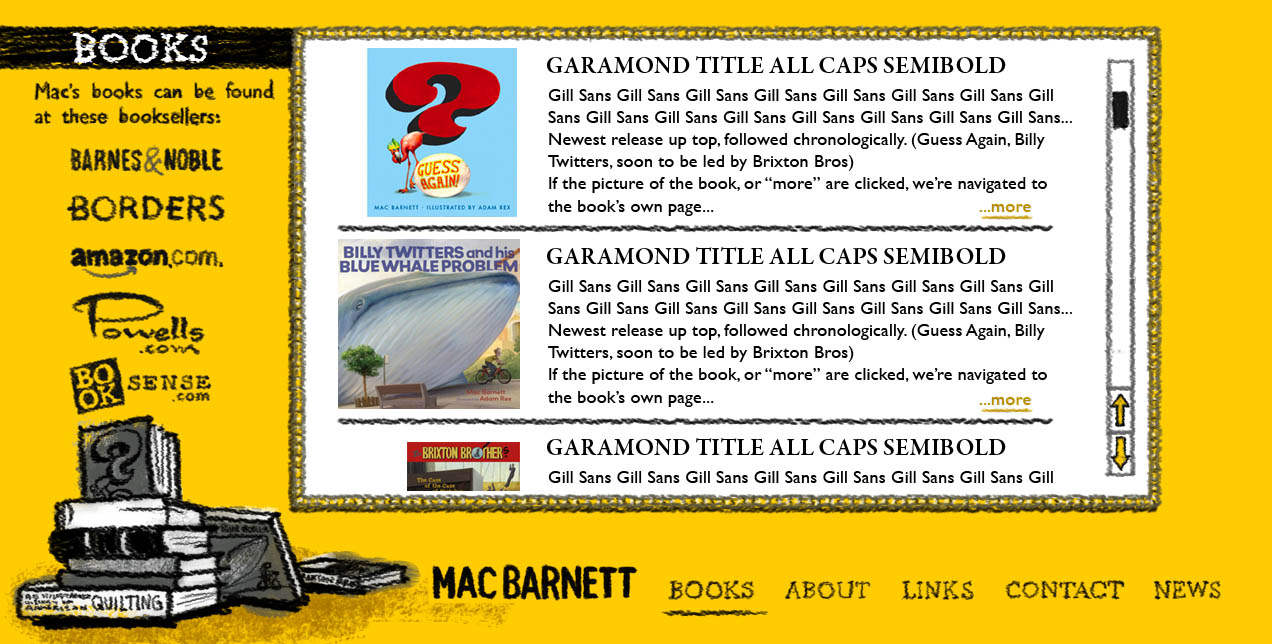 BOOKS
Mac's books can be found
at these booksellers:
BARNES&NOBLE
BORDERS
amazon.com.
Powells
.com
BOOK SENSE
.com
QUILTING
GUESS
AGAIN!
MAC BARNETT · ILLUSTRATED BY ADAM REX
GARAMOND TITLE ALL CAPS SEMIBOLD
Gill Sans Gill Sans Gill Sans Gill Sans Gill Sans Gill Sans Gill Sans Gill
Sans Gill Sans Gill Sans Gill Sans Gill Sans Gill Sans Gill Sans Gill Sans...
Newest release up top, followed chronologically. (Guess Again, Billy
Twitters, soon to be led by Brixton Bros)
If the picture of the book, or “more” are clicked, we’re navigated to
the book’s own page...
...more
BILLY TWITTERS and his
BLUE WHALE PROBLEM
Mac Barnett
Adam Rex
GARAMOND TITLE ALL CAPS SEMIBOLD
Gill Sans Gill Sans Gill Sans Gill Sans Gill Sans Gill Sans Gill Sans Gill
Sans Gill Sans Gill Sans Gill Sans Gill Sans Gill Sans Gill Sans Gill Sans...
Newest release up top, followed chronologically. (Guess Again, Billy
Twitters, soon to be led by Brixton Bros)
If the picture of the book, or “more” are clicked, we’re navigated to
the book’s own page...
...more
BRIXTON BROTHERS
The Case
of the Case
GARAMOND TITLE ALL CAPS SEMIBOLD
Gill Sans Gill Sans Gill Sans Gill Sans Gill Sans Gill Sans Gill Sans Gill
MAC BARNETT
BOOKS
ABOUT
LINKS
CONTACT
NEWS